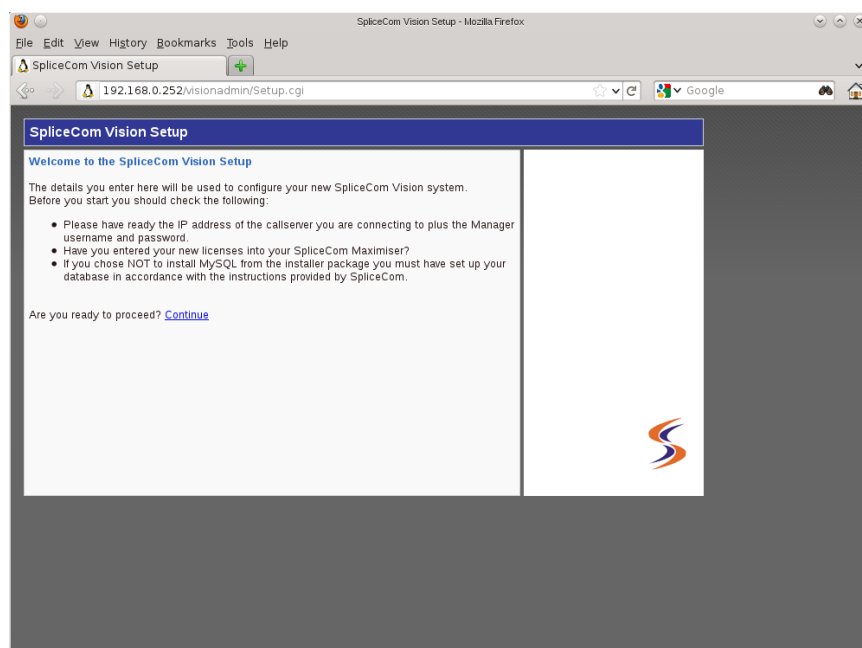 SpliceCom Vision Setup - Mozilla Firefox
File Edit View History Bookmarks Tools Help
SpliceCom Vision Setup
192.168.0.252/visionadmin/Setup.cgi
Google
SpliceCom Vision Setup
Welcome to the SpliceCom Vision Setup
The details you enter here will be used to configure your new SpliceCom Vision system.
Before you start you should check the following:
• Please have ready the IP address of the callserver you are connecting to plus the Manager
username and password.
• Have you entered your new licenses into your SpliceCom Maximiser?
• If you chose NOT to install MySQL from the installer package you must have set up your
database in accordance with the instructions provided by SpliceCom.
Are you ready to proceed? Continue